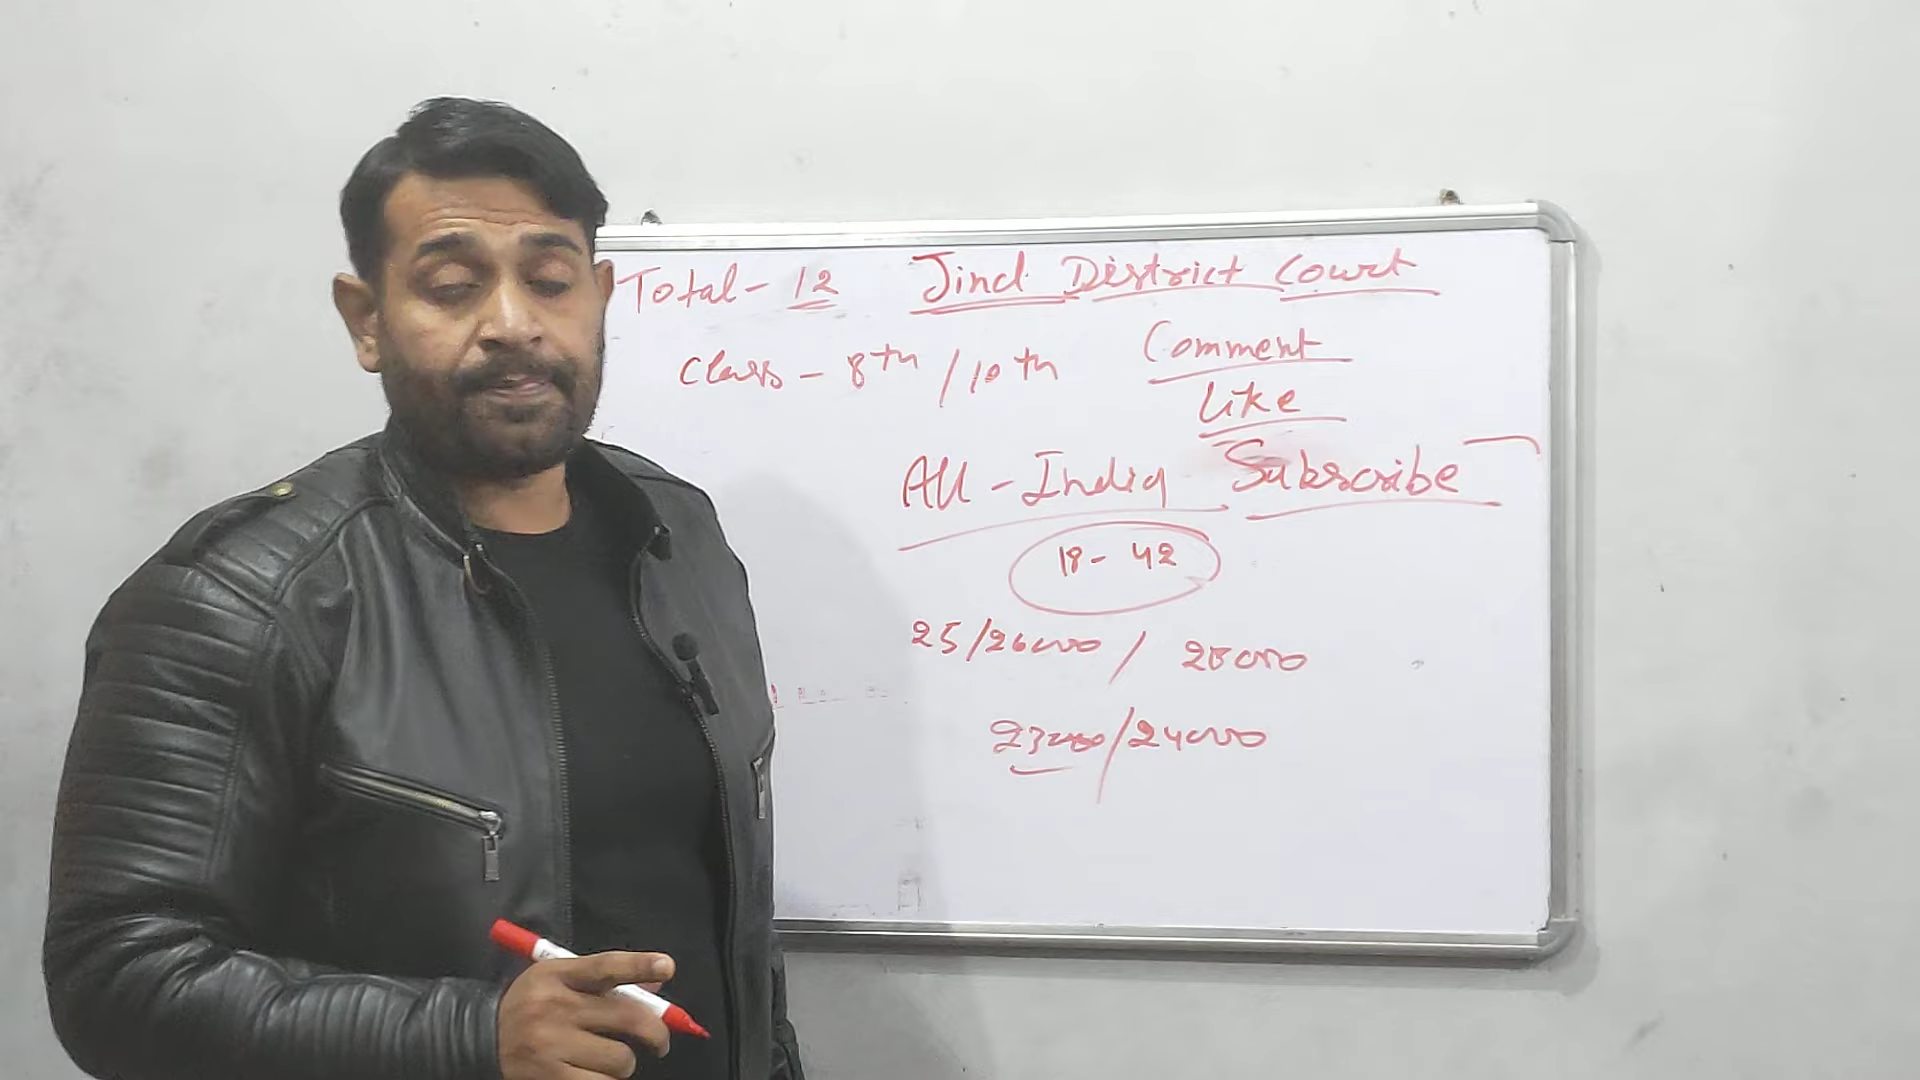 Total - 12 Jind District Court
Class - 8th / 10th
Comment
Like
All - India Subscribe
18 - 42
25/26000 / 28000
23000/24000